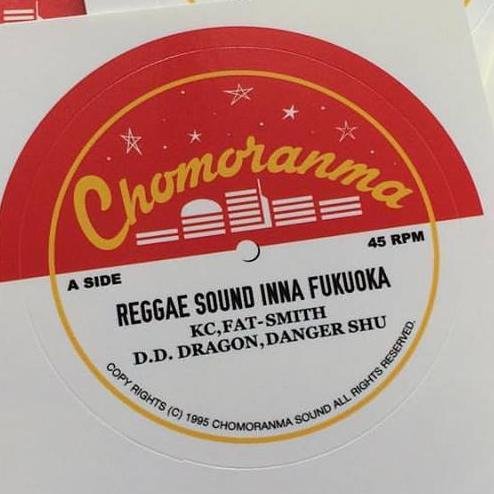 Chomoranma
A SIDE
45 RPM
REGGAE SOUND INNA FUKUOKA
KC,FAT-SMITH
D.D. DRAGON,DANGER SHU
COPY RIGHTS (C) 1995 CHOMORANMA SOUND ALL RIGHTS RESERVED.